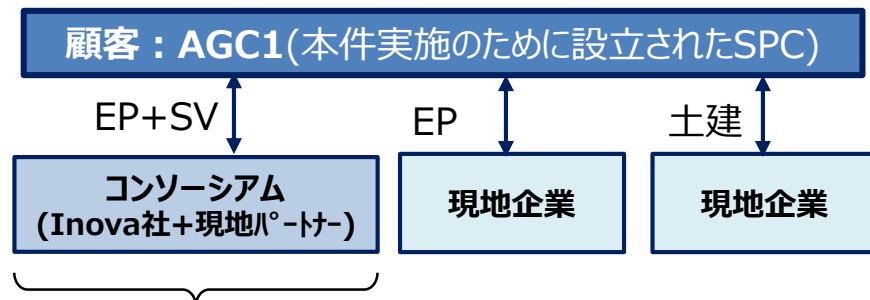 顧客：AGC1(本件実施のために設立されたSPC)
EP+SV
EP
土建
コンソーシアム
(Inova社+現地ﾊﾟｰﾄﾅｰ)
現地企業
現地企業